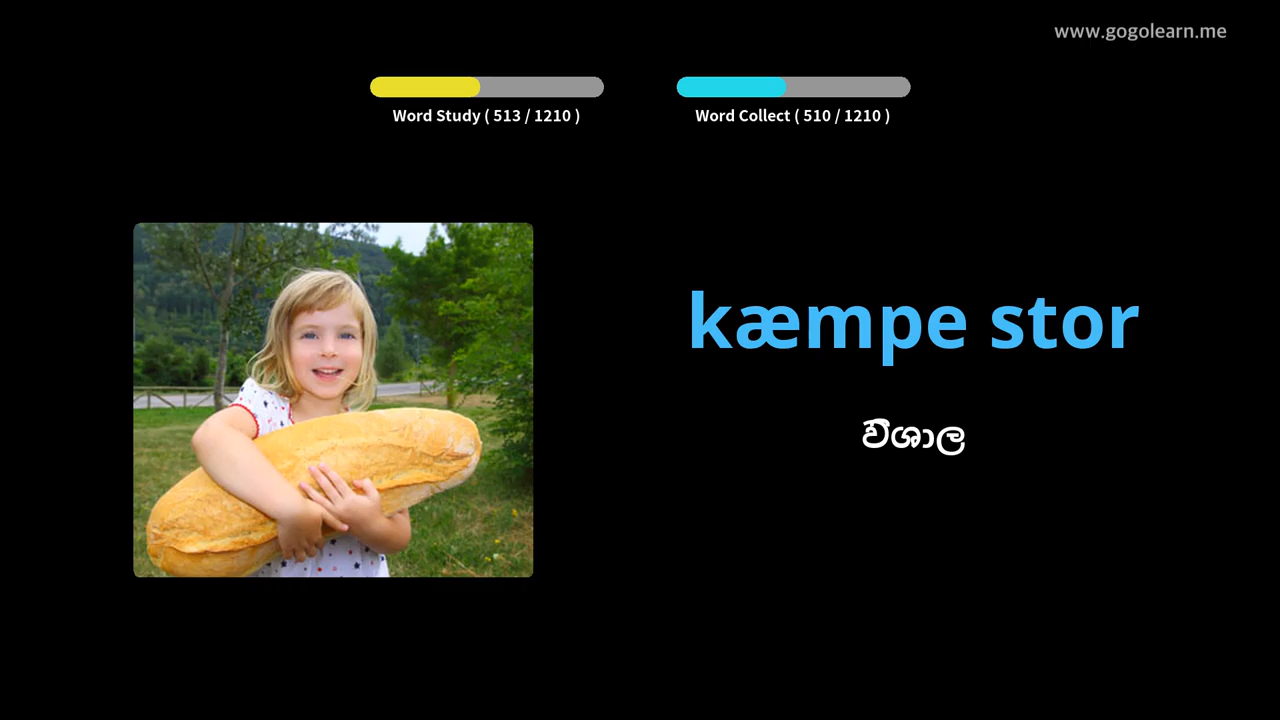 www.gogolearn.me
Word Study ( 513 / 1210 )
Word Collect ( 510 / 1210 )
kæmpe stor
විශාල